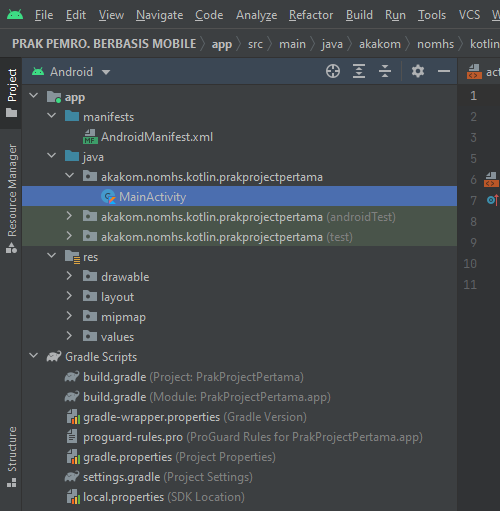 File Edit View Navigate Code Analyze Refactor Build Run Tools VCS W
PRAK PEMRO. BERBASIS MOBILE app src main java akakom nomhs kotlin
Project
Resource Manager
Structure
Android
app
manifests
AndroidManifest.xml
java
akakom.nomhs.kotlin.prakprojectpertama
MainActivity
akakom.nomhs.kotlin.prakprojectpertama (androidTest)
akakom.nomhs.kotlin.prakprojectpertama (test)
res
drawable
layout
mipmap
values
Gradle Scripts
build.gradle (Project: PrakProjectPertama)
build.gradle (Module: PrakProjectPertama.app)
gradle-wrapper.properties (Gradle Version)
proguard-rules.pro (ProGuard Rules for PrakProjectPertama.app)
gradle.properties (Project Properties)
settings.gradle (Project Settings)
local.properties (SDK Location)
act
1
2
3
6
7
8
9
10
11